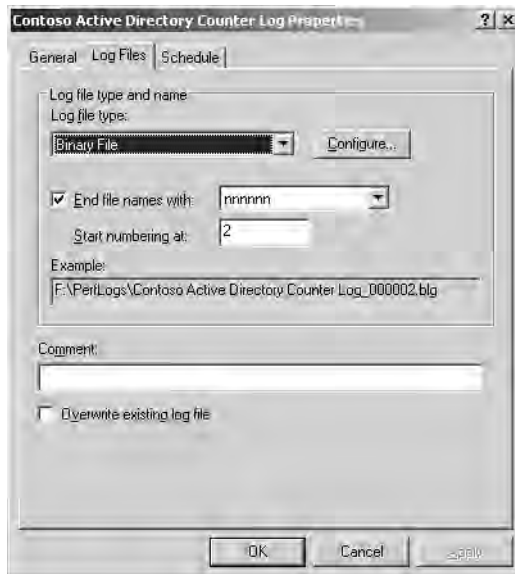 Contoso Active Directory Counter Log Properties ? X
General Log Files Schedule
Log file type and name
Log file type:
Binary File Configure...
End file names with: nnnnnn
Start numbering at: 2
Example:
F:\PerfLogs\Contoso Active Directory Counter Log_000002.blg
Comment:
Overwrite existing log file
OK Cancel Apply